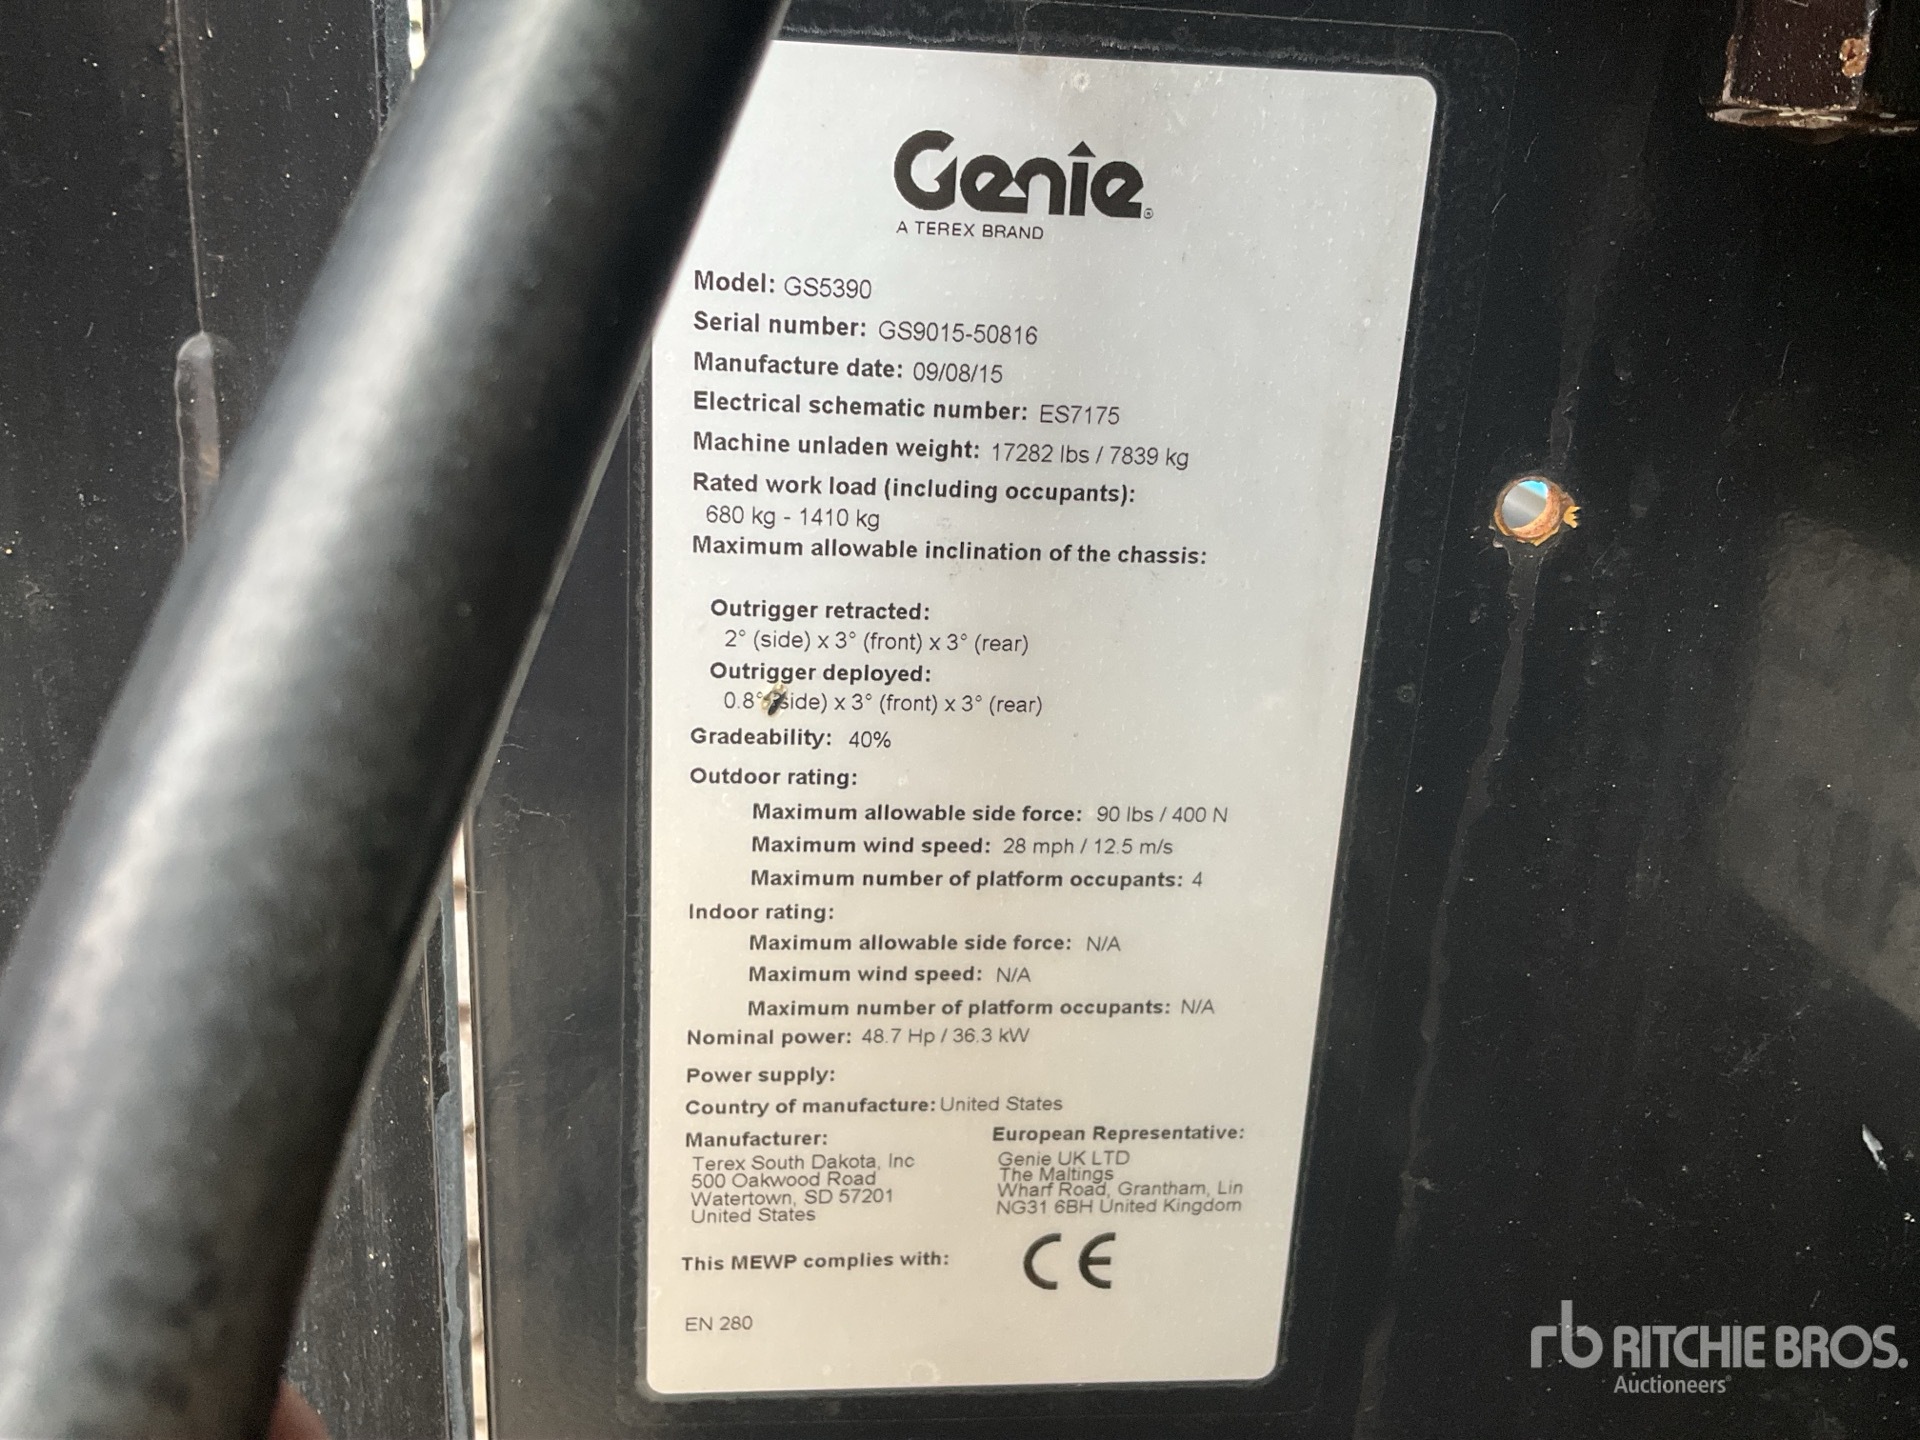 Genie®
A TEREX BRAND
Model: GS5390
Serial number: GS9015-50816
Manufacture date: 09/08/15
Electrical schematic number: ES7175
Machine unladen weight: 17282 lbs / 7839 kg
Rated work load (including occupants):
680 kg - 1410 kg
Maximum allowable inclination of the chassis:
Outrigger retracted:
2° (side) x 3° (front) x 3° (rear)
Outrigger deployed:
0.8° (side) x 3° (front) x 3° (rear)
Gradeability: 40%
Outdoor rating:
Maximum allowable side force: 90 lbs / 400 N
Maximum wind speed: 28 mph / 12.5 m/s
Maximum number of platform occupants: 4
Indoor rating:
Maximum allowable side force: N/A
Maximum wind speed: N/A
Maximum number of platform occupants: N/A
Nominal power: 48.7 Hp / 36.3 kW
Power supply:
Country of manufacture: United States
Manufacturer:
Terex South Dakota, Inc
500 Oakwood Road
Watertown, SD 57201
United States
European Representative:
Genie UK LTD
The Maltings
Wharf Road, Grantham, Lin
NG31 6BH United Kingdom
This MEWP complies with: CE
EN 280
rb RITCHIE BROS.
Auctioneers®